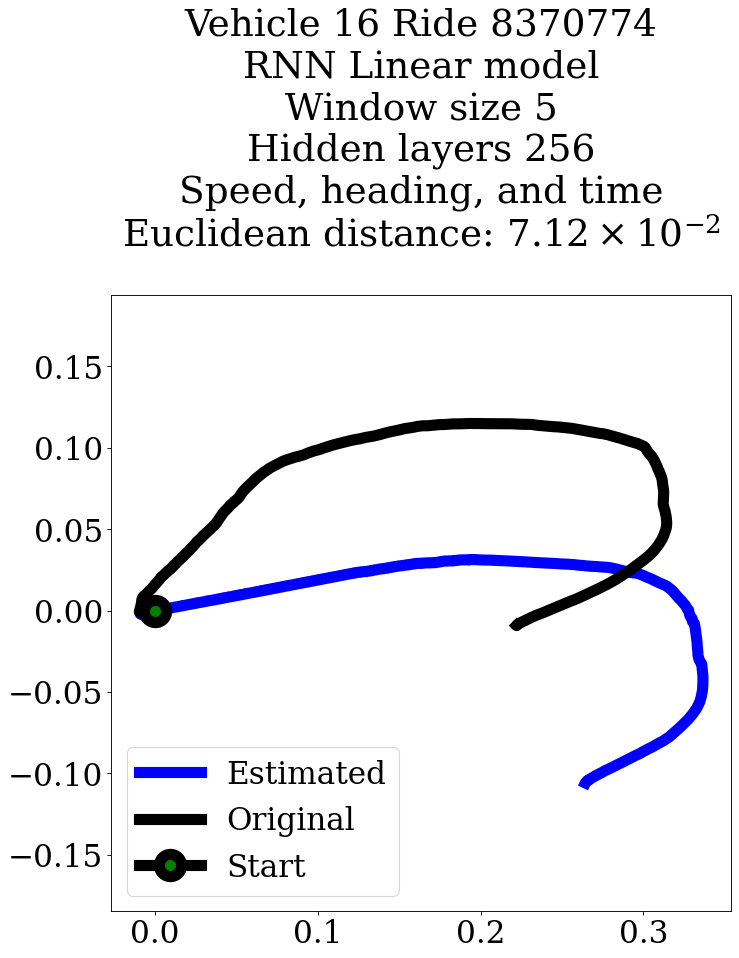 Vehicle 16 Ride 8370774
RNN Linear model
Window size 5
Hidden layers 256
Speed, heading, and time
Euclidean distance: 7.12 × 10⁻²
0.15
0.10
0.05
0.00
−0.05
−0.10
−0.15
Estimated
Original
Start
0.0 0.1 0.2 0.3